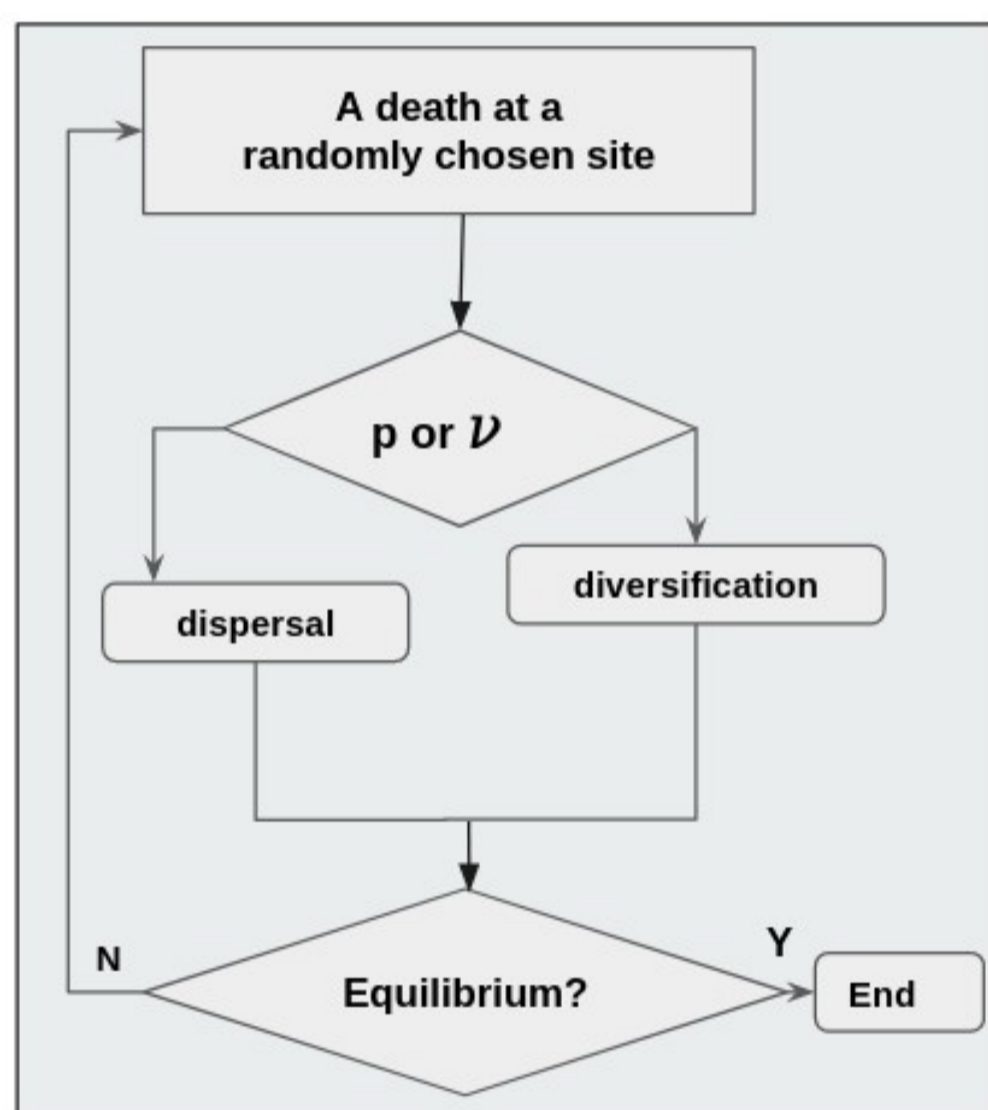 A death at a
randomly chosen site
p or ν
dispersal
diversification
N
Equilibrium?
Y
End